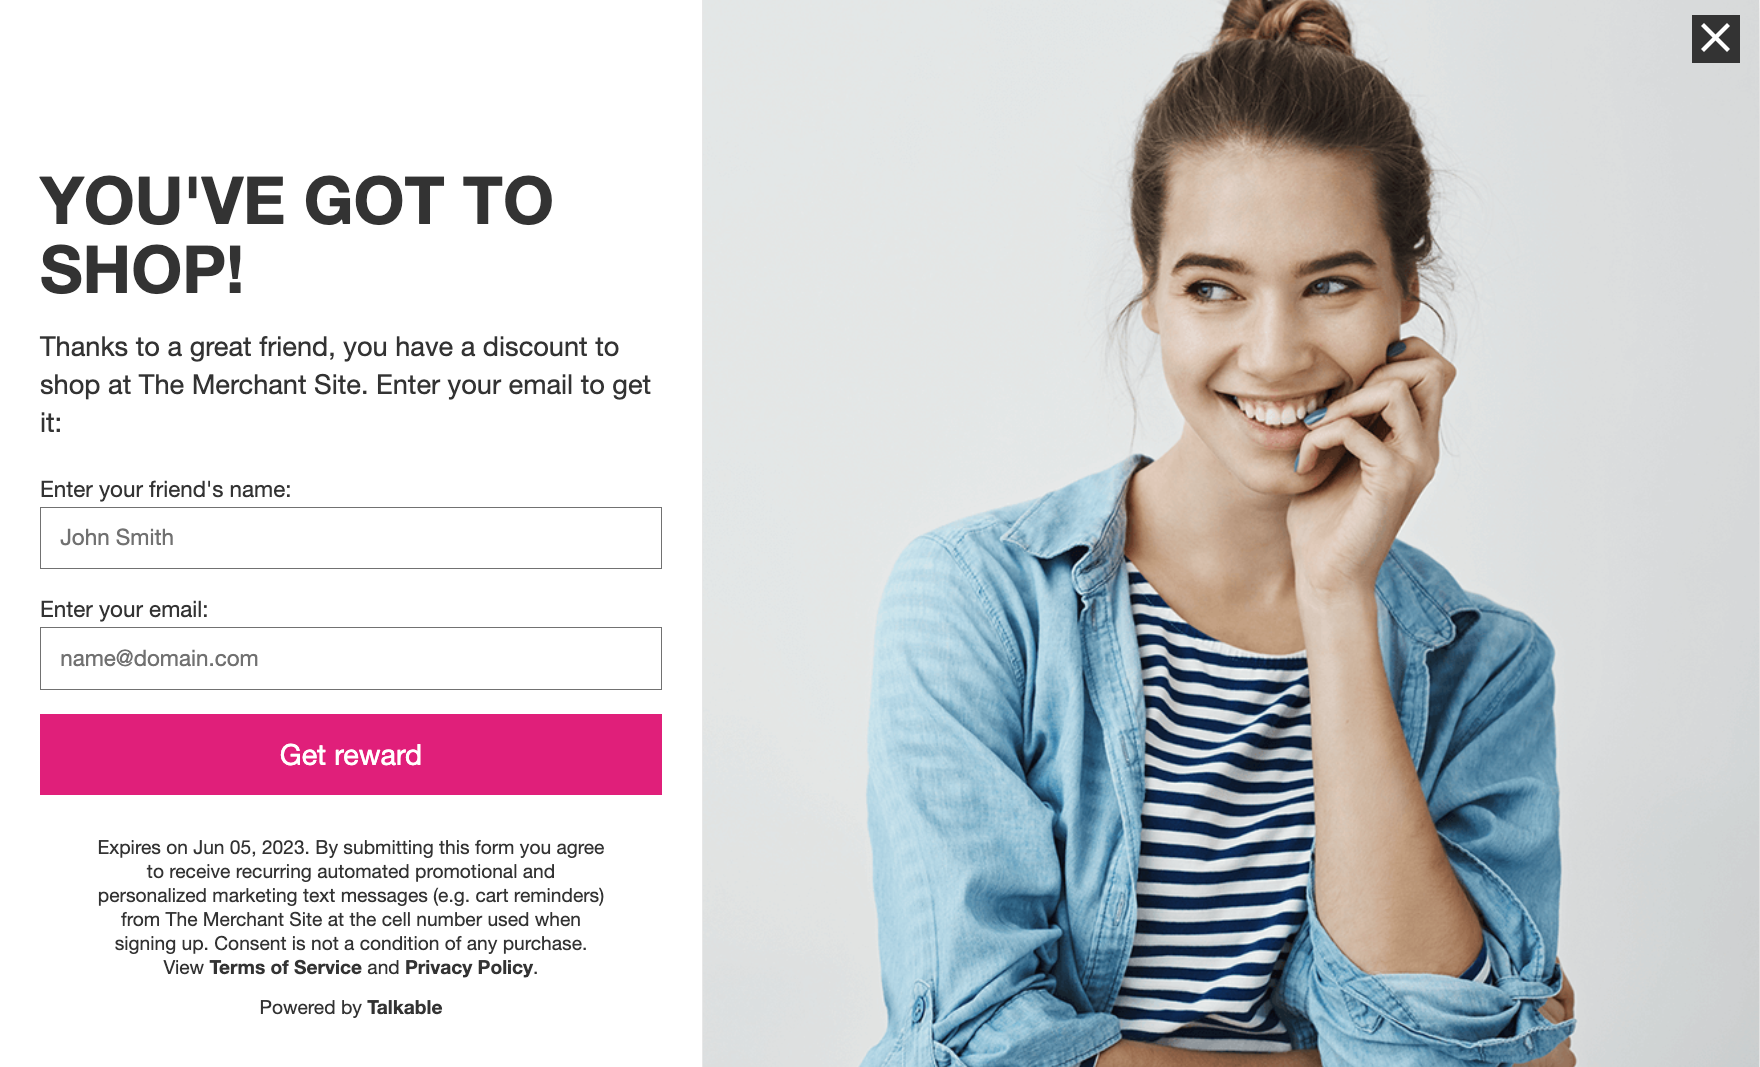 YOU'VE GOT TO
SHOP!
Thanks to a great friend, you have a discount to
shop at The Merchant Site. Enter your email to get
it:
Enter your friend's name:
John Smith
Enter your email:
name@domain.com
Get reward
Expires on Jun 05, 2023. By submitting this form you agree
to receive recurring automated promotional and
personalized marketing text messages (e.g. cart reminders)
from The Merchant Site at the cell number used when
signing up. Consent is not a condition of any purchase.
View Terms of Service and Privacy Policy.
Powered by Talkable